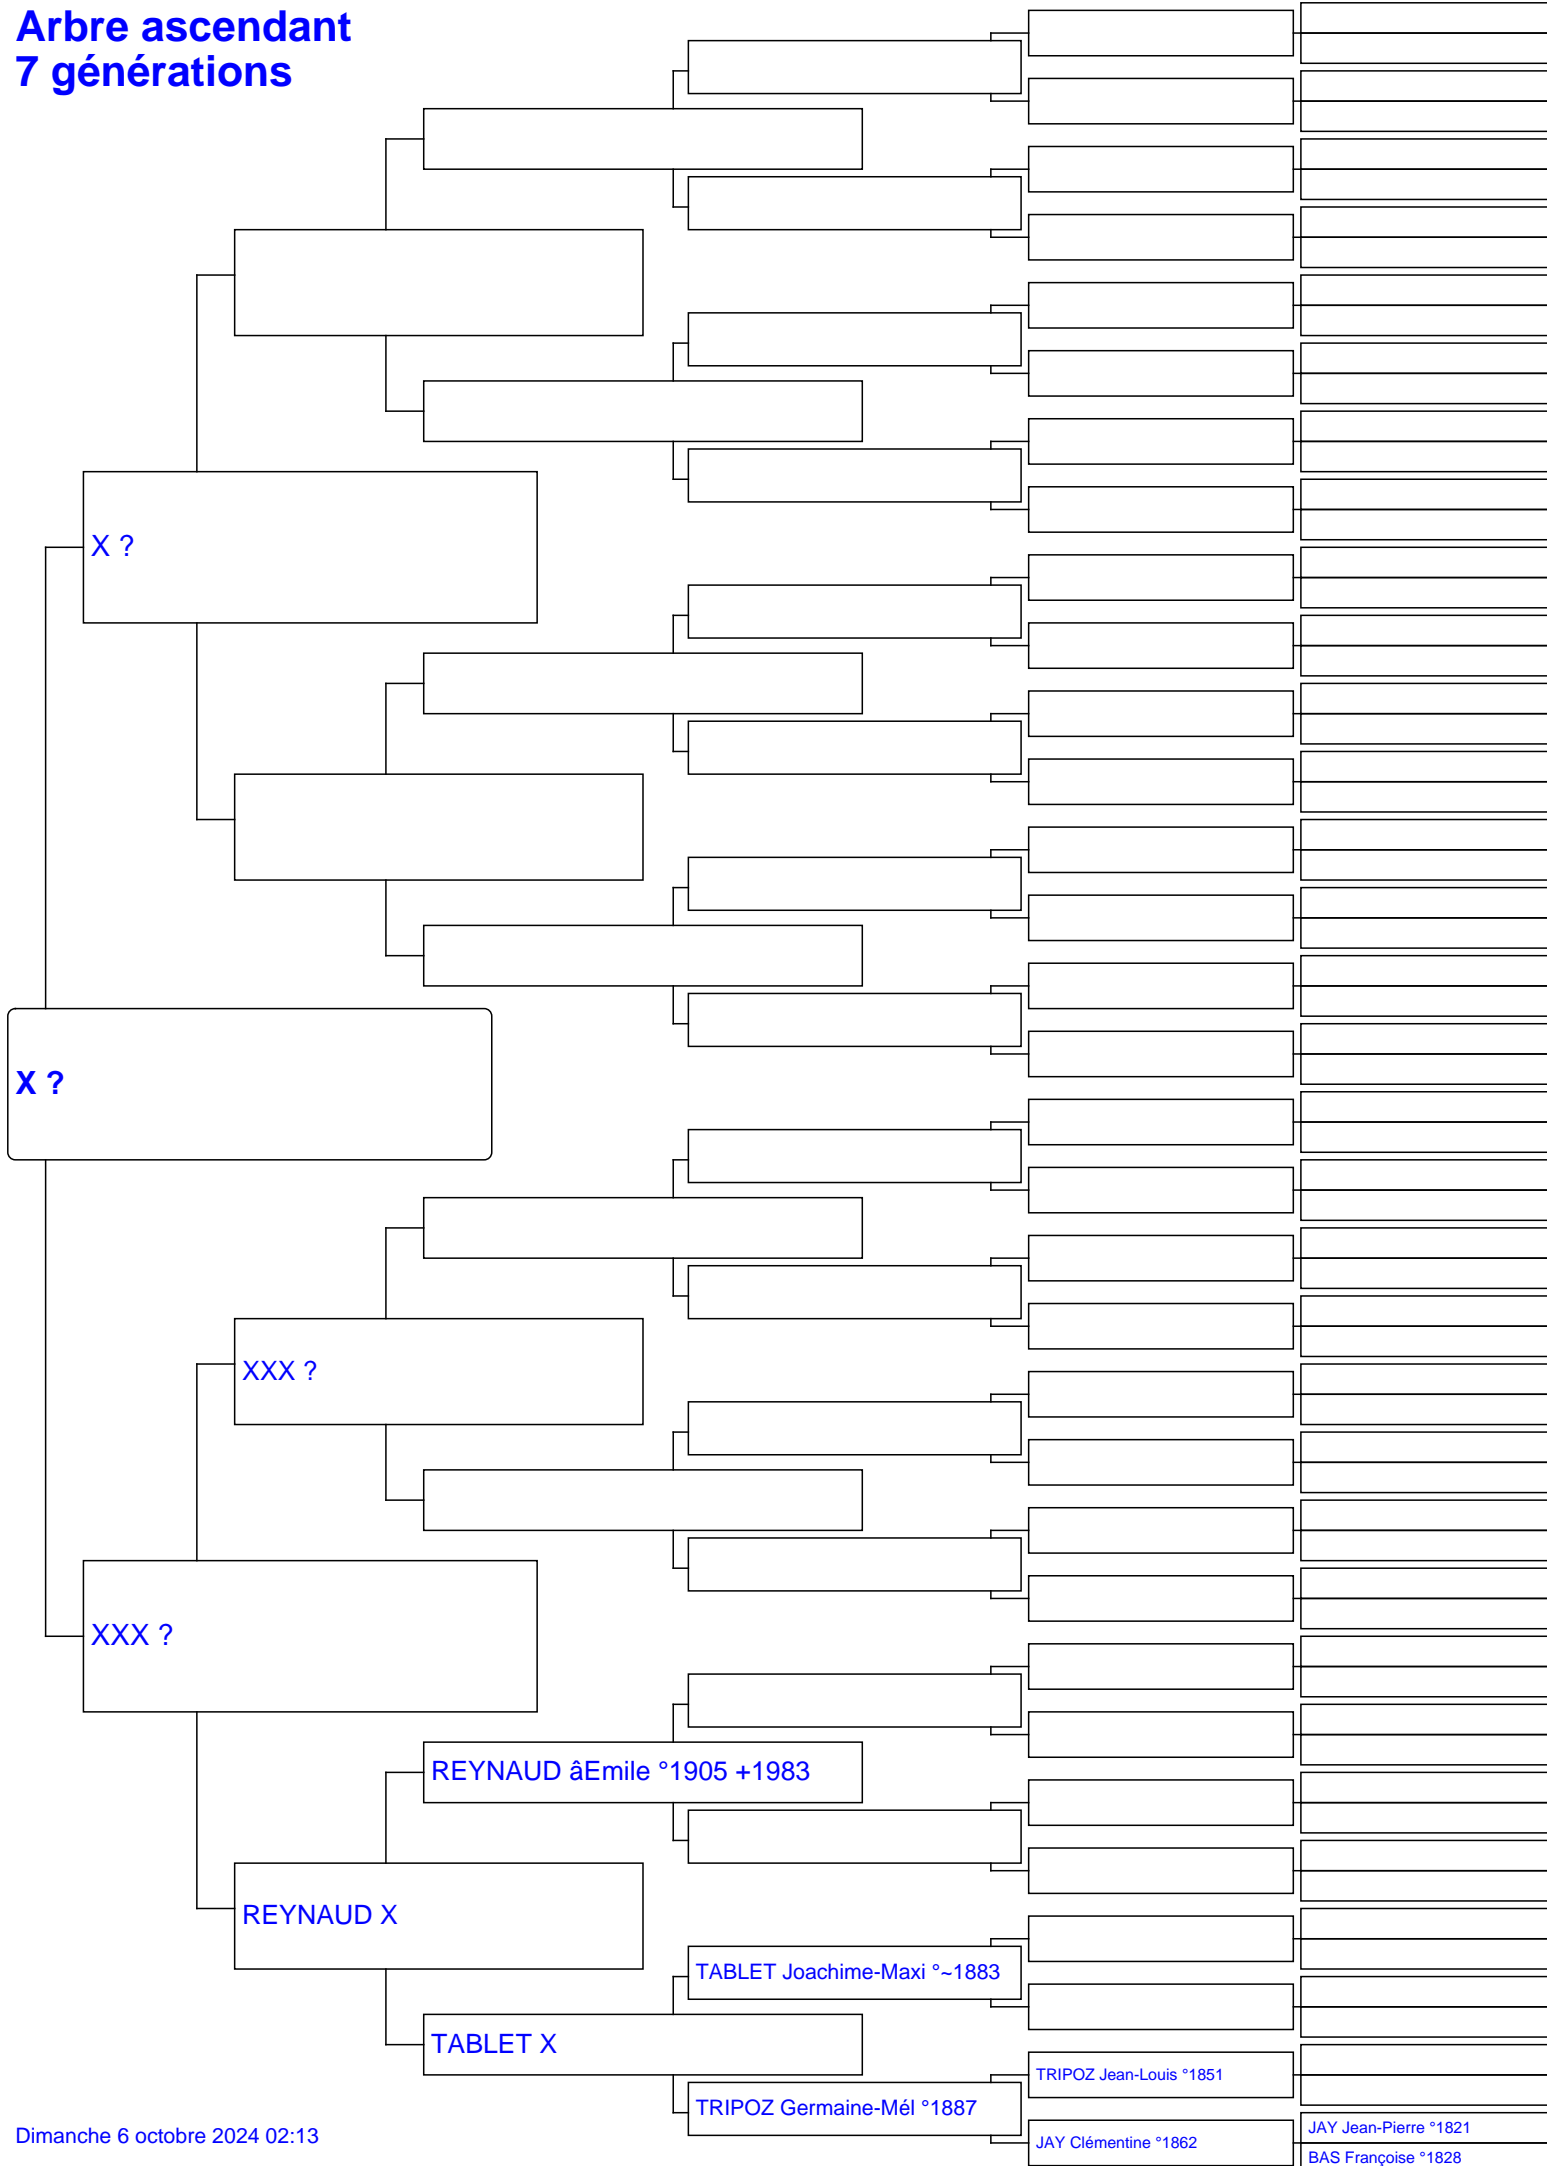 Arbre ascendant
7 générations
X ?
X ?
XXX ?
XXX ?
REYNAUD âEmile °1905 +1983
REYNAUD X
TABLET Joachime-Maxi °~1883
TABLET X
TRIPOZ Jean-Louis °1851
TRIPOZ Germaine-Mél °1887
JAY Jean-Pierre °1821
JAY Clémentine °1862
BAS Françoise °1828
Dimanche 6 octobre 2024 02:13